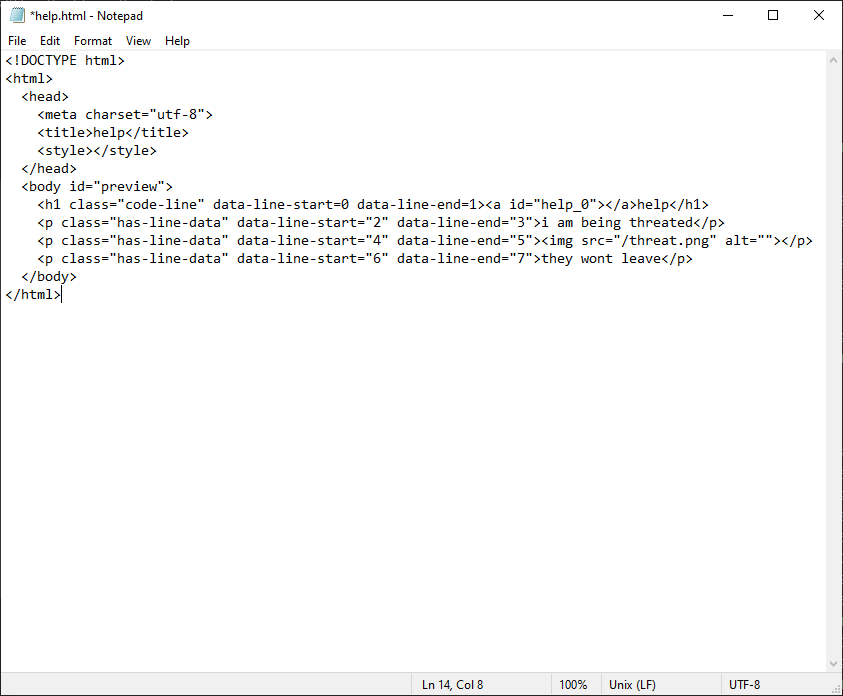 *help.html - Notepad
File Edit Format View Help
<!DOCTYPE html>
<html>
  <head>
    <meta charset="utf-8">
    <title>help</title>
    <style></style>
  </head>
  <body id="preview">
    <h1 class="code-line" data-line-start=0 data-line-end=1><a id="help_0"></a>help</h1>
    <p class="has-line-data" data-line-start="2" data-line-end="3">i am being threated</p>
    <p class="has-line-data" data-line-start="4" data-line-end="5"><img src="/threat.png" alt=""></p>
    <p class="has-line-data" data-line-start="6" data-line-end="7">they wont leave</p>
  </body>
</html>
Ln 14, Col 8 100% Unix (LF) UTF-8